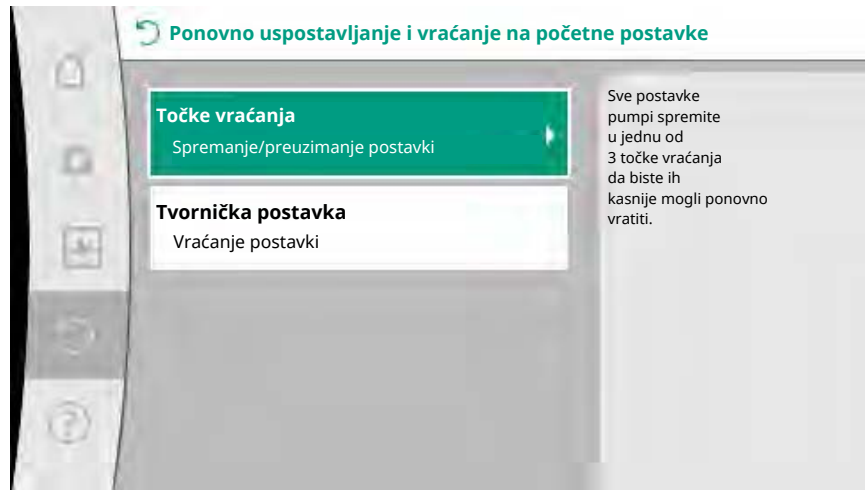 Ponovno uspostavljanje i vraćanje na početne postavke
Točke vraćanja
Spremanje/preuzimanje postavki
Tvornička postavka
Vraćanje postavki
Sve postavke
pumpi spremite
u jednu od
3 točke vraćanja
da biste ih
kasnije mogli ponovno
vratiti.